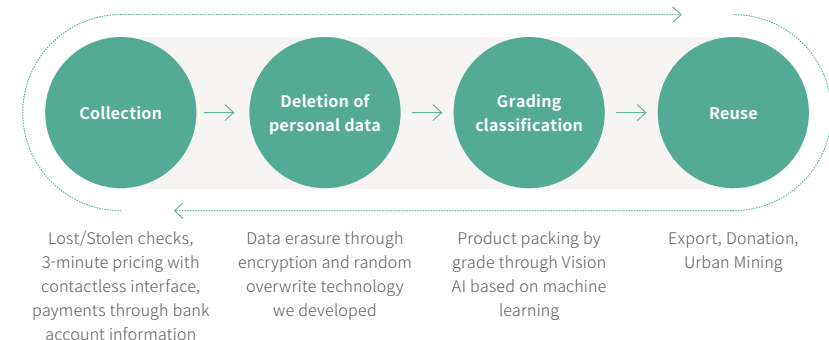 Collection
Deletion of
personal data
Grading
classification
Reuse
Lost/Stolen checks,
3-minute pricing with
contactless interface,
payments through bank
account information
Data erasure through
encryption and random
overwrite technology
we developed
Product packing by
grade through Vision
AI based on machine
learning
Export, Donation,
Urban Mining